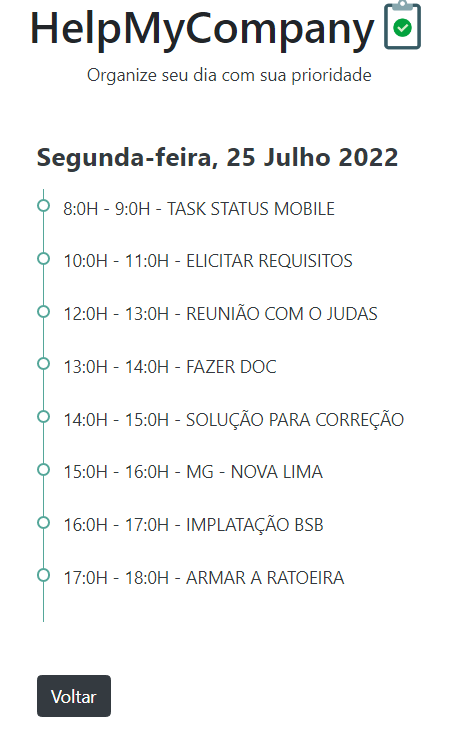 HelpMyCompany
Organize seu dia com sua prioridade
Segunda-feira, 25 Julho 2022
8:0H - 9:0H - TASK STATUS MOBILE
10:0H - 11:0H - ELICITAR REQUISITOS
12:0H - 13:0H - REUNIÃO COM O JUDAS
13:0H - 14:0H - FAZER DOC
14:0H - 15:0H - SOLUÇÃO PARA CORREÇÃO
15:0H - 16:0H - MG - NOVA LIMA
16:0H - 17:0H - IMPLATAÇÃO BSB
17:0H - 18:0H - ARMAR A RATOEIRA
Voltar